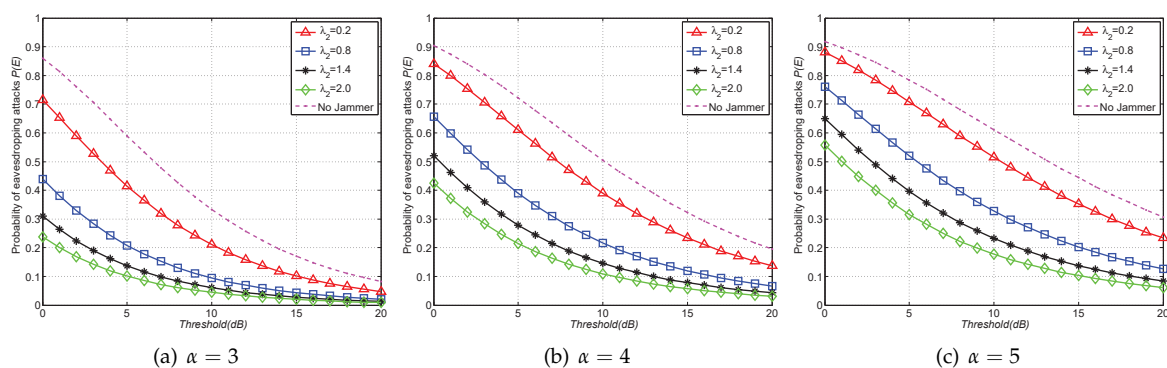 Probability of eavesdropping attacks P(E)
1
0.9
0.8
0.7
0.6
0.5
0.4
0.3
0.2
0.1
0
0 5 10 15 20
Threshold(dB)
λ2=0.2
λ2=0.8
λ2=1.4
λ2=2.0
No Jammer
(a) α = 3
Probability of eavesdropping attacks P(E)
1
0.9
0.8
0.7
0.6
0.5
0.4
0.3
0.2
0.1
0
0 5 10 15 20
Threshold(dB)
λ2=0.2
λ2=0.8
λ2=1.4
λ2=2.0
No Jammer
(b) α = 4
Probability of eavesdropping attacks P(E)
1
0.9
0.8
0.7
0.6
0.5
0.4
0.3
0.2
0.1
0
0 5 10 15 20
Threshold(dB)
λ2=0.2
λ2=0.8
λ2=1.4
λ2=2.0
No Jammer
(c) α = 5